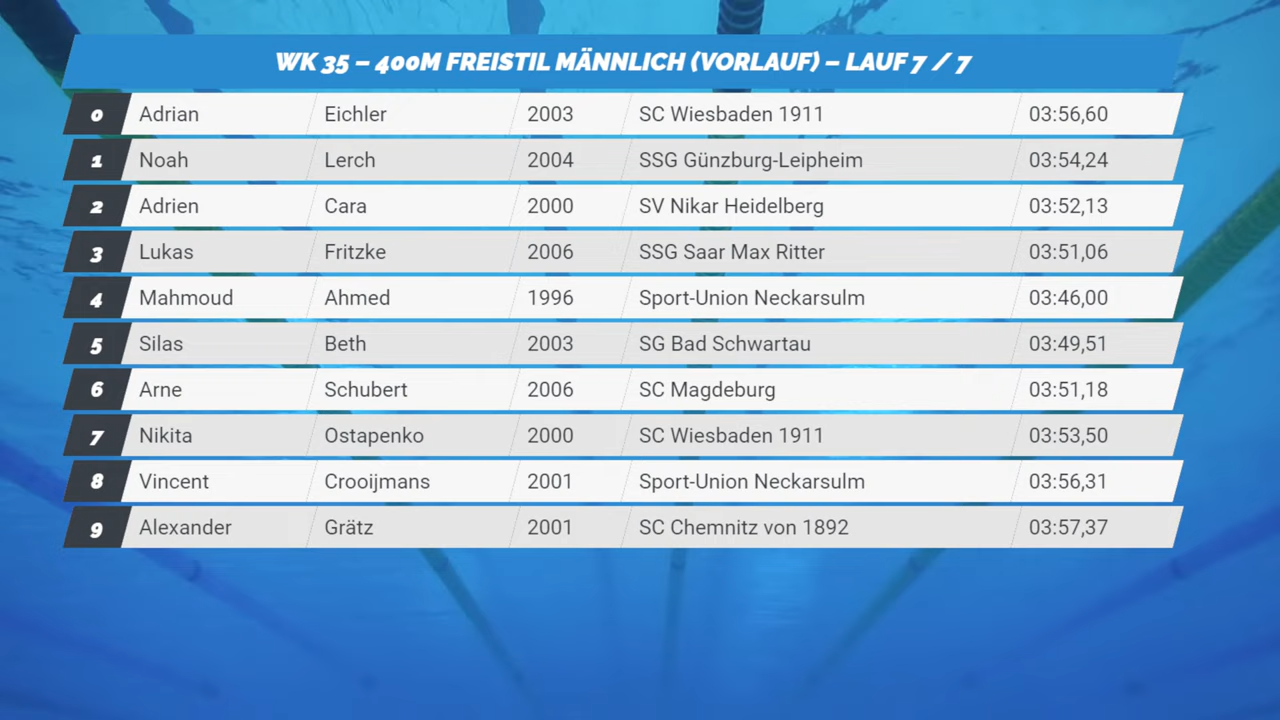 WK 35 – 400M FREISTIL MÄNNLICH (VORLAUF) – LAUF 7 / 7
0 Adrian Eichler 2003 SC Wiesbaden 1911 03:56,60
1 Noah Lerch 2004 SSG Günzburg-Leipheim 03:54,24
2 Adrien Cara 2000 SV Nikar Heidelberg 03:52,13
3 Lukas Fritzke 2006 SSG Saar Max Ritter 03:51,06
4 Mahmoud Ahmed 1996 Sport-Union Neckarsulm 03:46,00
5 Silas Beth 2003 SG Bad Schwartau 03:49,51
6 Arne Schubert 2006 SC Magdeburg 03:51,18
7 Nikita Ostapenko 2000 SC Wiesbaden 1911 03:53,50
8 Vincent Crooijmans 2001 Sport-Union Neckarsulm 03:56,31
9 Alexander Grätz 2001 SC Chemnitz von 1892 03:57,37